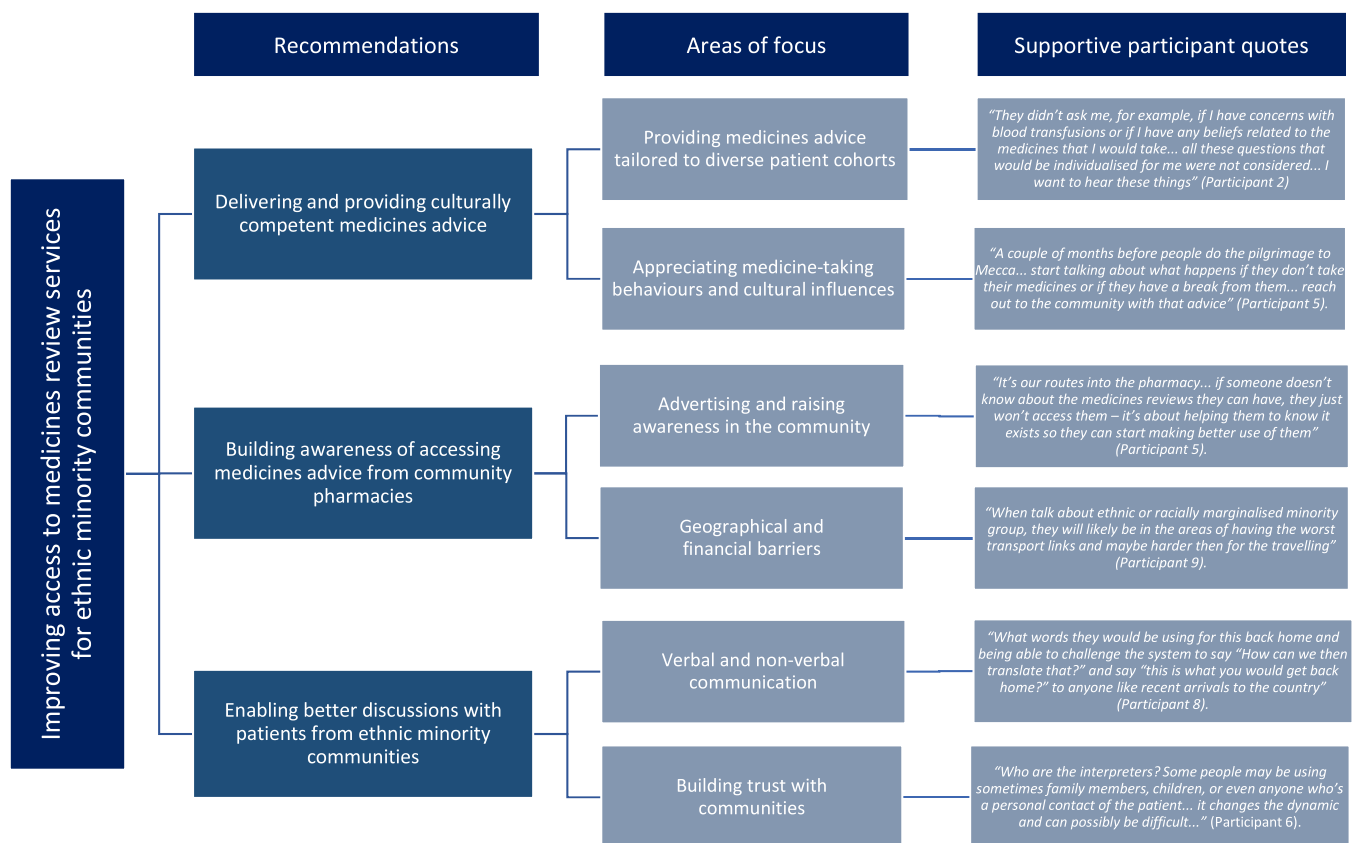 Recommendations
Areas of focus
Supportive participant quotes
Improving access to medicines review services
for ethnic minority communities
Delivering and providing culturally
competent medicines advice
Providing medicines advice
tailored to diverse patient cohorts
“They didn’t ask me, for example, if I have concerns with
blood transfusions or if I have any beliefs related to the
medicines that I would take... all these questions that
would be individualised for me were not considered... I
want to hear these things” (Participant 2)
Appreciating medicine-taking
behaviours and cultural influences
“A couple of months before people do the pilgrimage to
Mecca... start talking about what happens if they don’t take
their medicines or if they have a break from them... reach
out to the community with that advice” (Participant 5).
Building awareness of accessing
medicines advice from community
pharmacies
Advertising and raising
awareness in the community
“It’s our routes into the pharmacy... if someone doesn’t
know about the medicines reviews they can have, they just
won’t access them – it’s about helping them to know it
exists so they can start making better use of them”
(Participant 5).
Geographical and
financial barriers
“When talk about ethnic or racially marginalised minority
group, they will likely be in the areas of having the worst
transport links and maybe harder then for the travelling”
(Participant 9).
Enabling better discussions with
patients from ethnic minority
communities
Verbal and non-verbal
communication
“What words they would be using for this back home and
being able to challenge the system to say “How can we then
translate that?” and say “this is what you would get back
home?” to anyone like recent arrivals to the country”
(Participant 8).
Building trust with
communities
“Who are the interpreters? Some people may be using
sometimes family members, children, or even anyone who’s
a personal contact of the patient... it changes the dynamic
and can possibly be difficult...” (Participant 6).